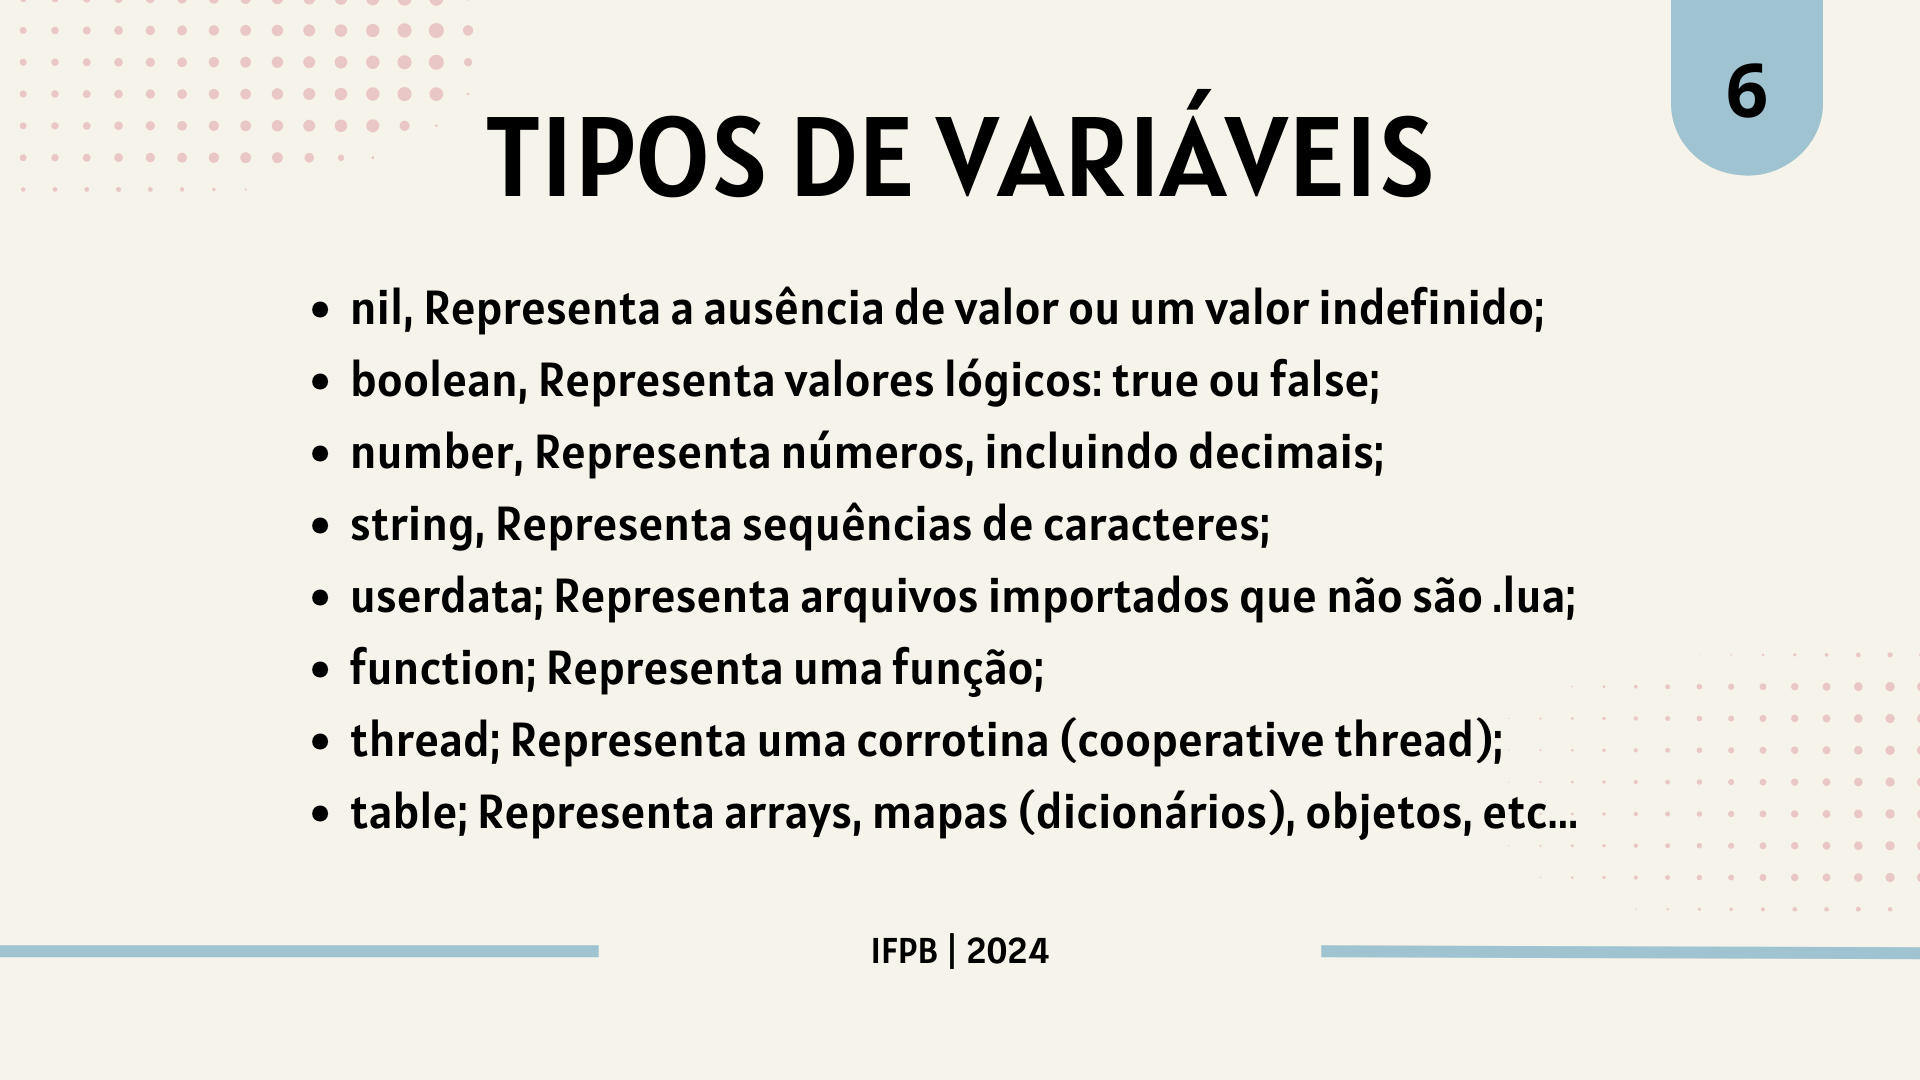 6
TIPOS DE VARIÁVEIS
• nil, Representa a ausência de valor ou um valor indefinido;
• boolean, Representa valores lógicos: true ou false;
• number, Representa números, incluindo decimais;
• string, Representa sequências de caracteres;
• userdata; Representa arquivos importados que não são .lua;
• function; Representa uma função;
• thread; Representa uma corrotina (cooperative thread);
• table; Representa arrays, mapas (dicionários), objetos, etc...
IFPB | 2024